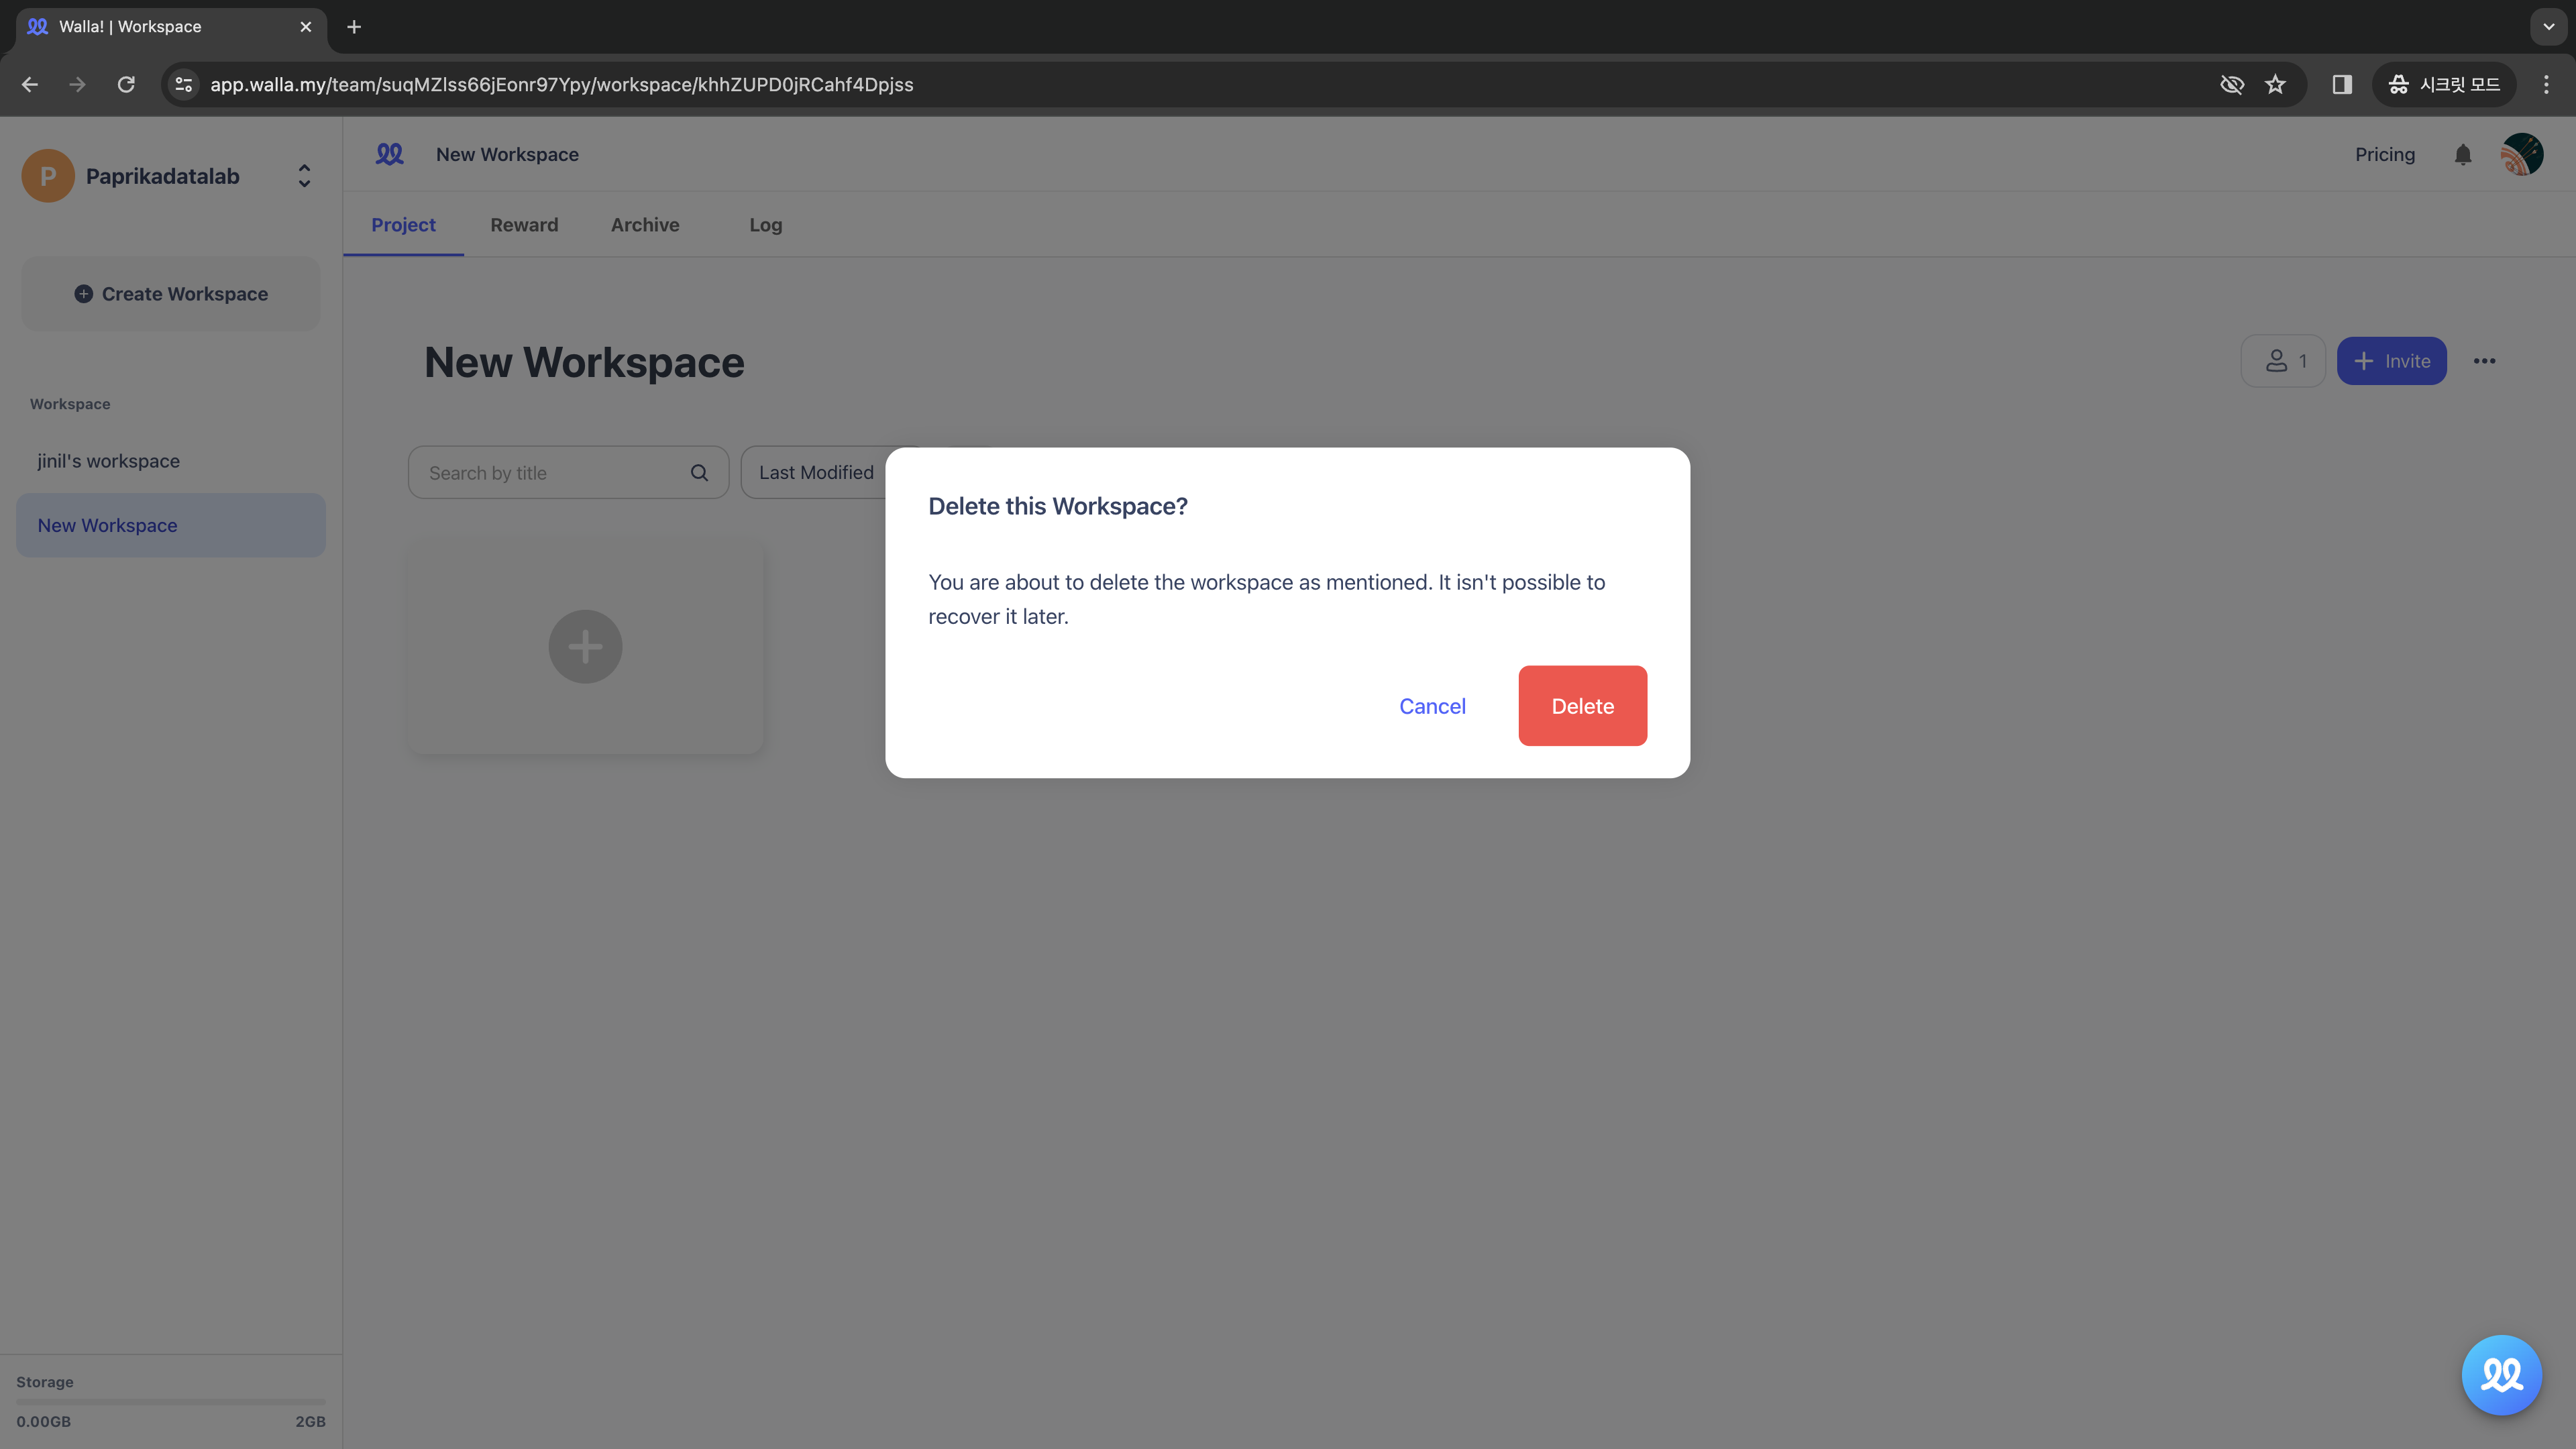 Walla! | Workspace
app.walla.my/team/suqMZlss66jEonr97Ypy/workspace/khhZUPD0jRCahf4Dpjss
시크릿 모드
P
Paprikadatalab
New Workspace
Pricing
Project
Reward
Archive
Log
Create Workspace
New Workspace
1
Invite
Workspace
jinil's workspace
New Workspace
Search by title
Last Modified
Delete this Workspace?
You are about to delete the workspace as mentioned. It isn't possible to
recover it later.
Cancel
Delete
Storage
0.00GB
2GB